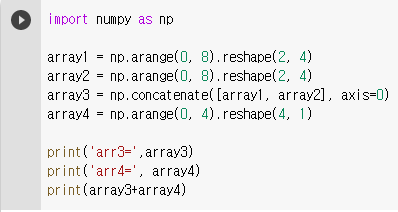 import numpy as np
array1 = np.arange(0, 8).reshape(2, 4)
array2 = np.arange(0, 8).reshape(2, 4)
array3 = np.concatenate([array1, array2], axis=0)
array4 = np.arange(0, 4).reshape(4, 1)
print('arr3=',array3)
print('arr4=', array4)
print(array3+array4)